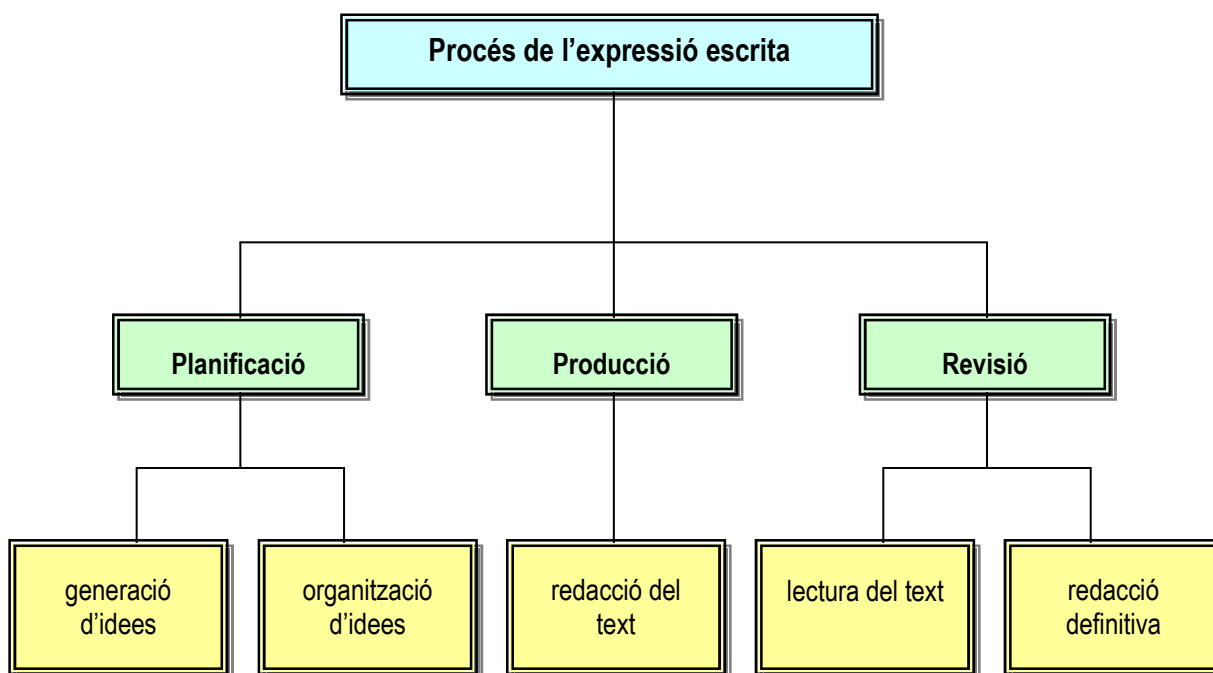 Procés de l’expressió escrita
Planificació
Producció
Revisió
generació
d’idees
organització
d’idees
redacció del
text
lectura del text
redacció
definitiva